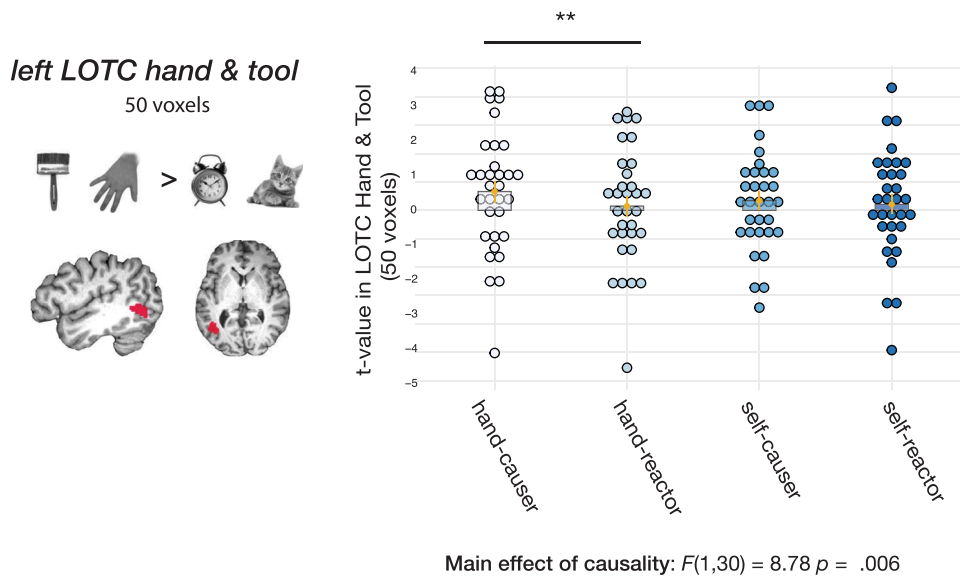 left LOTC hand & tool
50 voxels
>
**
t-value in LOTC Hand & Tool
(50 voxels)
4
3
2
1
0
−1
−2
−3
−4
−5
hand-causer
hand-reactor
self-causer
self-reactor
Main effect of causality: F(1,30) = 8.78 p = .006